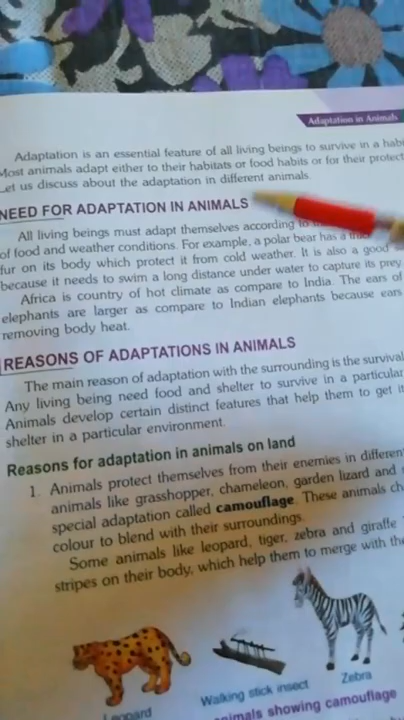 Adaptation in Animals
Adaptation is an essential feature of all living beings to survive in a
Most animals adapt either to their habitats or food habits or for their
Let us discuss about the adaptation in different animals.
NEED FOR ADAPTATION IN ANIMALS
All living beings must adapt themselves according
of food and weather conditions. For example, a polar bear has a
fur on its body which protect it from cold weather. It is also a good
because it needs to swim a long distance under water to capture its prey
Africa is country of hot climate as compare to India. The ears of
elephants are larger as compare to Indian elephants because ears
removing body heat.
REASONS OF ADAPTATIONS IN ANIMALS
The main reason of adaptation with the surrounding is the survival
Any living being need food and shelter to survive in a particular
Animals develop certain distinct features that help them to get
shelter in a particular environment.
Reasons for adaptation in animals on land
1. Animals protect themselves from their enemies in
animals like grasshopper, chameleon, garden lizard and
special adaptation called camouflage. These animals
colour to blend with their surroundings.
Some animals like leopard, tiger, zebra and giraffe
stripes on their body, which help them to merge with
Leopard
Walking stick insect
Zebra
animals showing camouflage